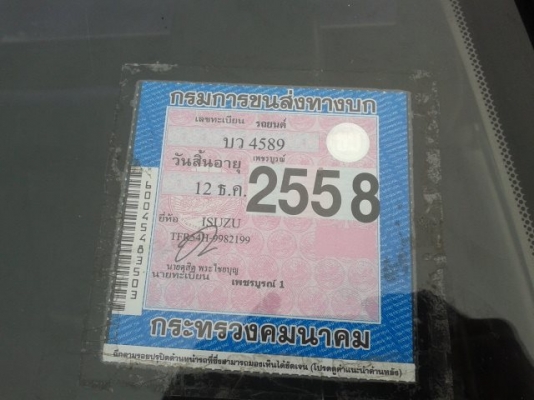 กรมการขนส่งทางบก
เลขทะเบียน รถยนต์
บว 4589
วันสิ้นอายุ เพชรบูรณ์
12 ธ.ค. 2558
ยี่ห้อ ISUZU
TFR54H-9982199
นายทะเบียน เพชรบูรณ์ 1
กระทรวงคมนาคม